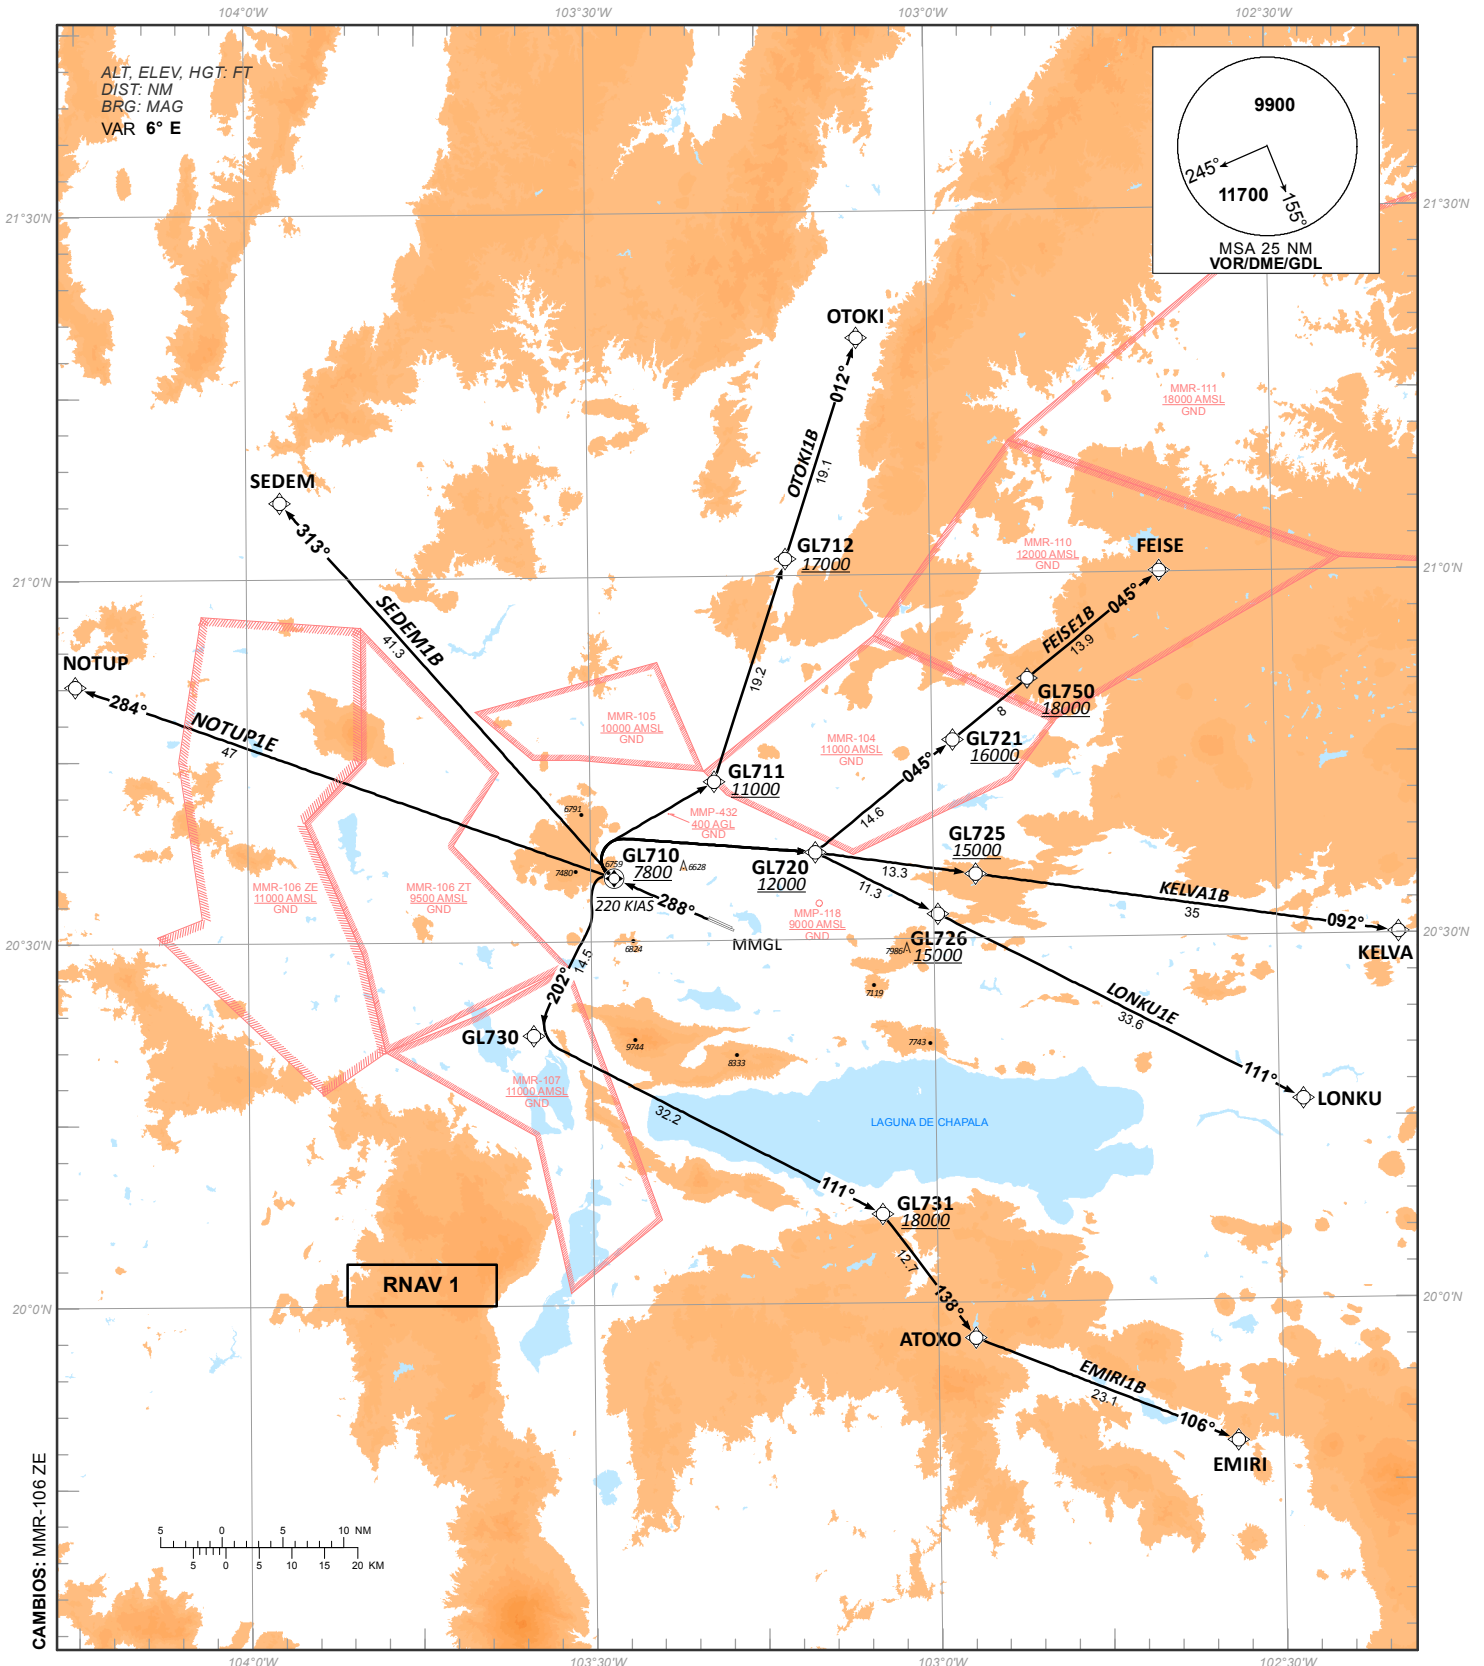 104°0'W
103°30'W
103°0'W
102°30'W
ALT, ELEV, HGT: FT
DIST: NM
BRG: MAG
VAR 6° E
9900
245°
11700
155°
MSA 25 NM
VOR/DME/GDL
21°30'N
21°30'N
OTOKI
012°
OTOKI1B
19.1
MMR-111
18000 AMSL
GND
SEDEM
313°
SEDEM1B
41.3
GL712
17000
MMR-110
12000 AMSL
GND
FEISE
045°
FEISE1B
13.9
21°0'N
21°0'N
NOTUP
284°
NOTUP1E
47
19.2
GL750
18000
8
MMR-105
10000 AMSL
GND
MMR-104
11000 AMSL
GND
GL721
16000
045°
14.6
GL711
11000
6791
MMP-432
400 AGL
GND
GL725
15000
GL710
7800
6759
7480
6628
GL720
12000
13.3
11.3
MMR-106 ZE
11000 AMSL
GND
MMR-106 ZT
9500 AMSL
GND
220 KIAS
288°
MMGL
MMP-118
9000 AMSL
GND
KELVA1B
35
092°
KELVA
20°30'N
20°30'N
6824
7986
GL726
15000
14.5
202°
7119
LONKU1E
33.6
111°
LONKU
GL730
9744
8333
7743
MMR-107
11000 AMSL
GND
32.2
LAGUNA DE CHAPALA
111°
GL731
18000
12.7
138°
RNAV 1
20°0'N
20°0'N
ATOXO
EMIRI1B
23.1
106°
EMIRI
CAMBIOS: MMR-106 ZE
5 0 5 10 NM
5 0 5 10 15 20 KM
104°0'W
103°30'W
103°0'W
102°30'W